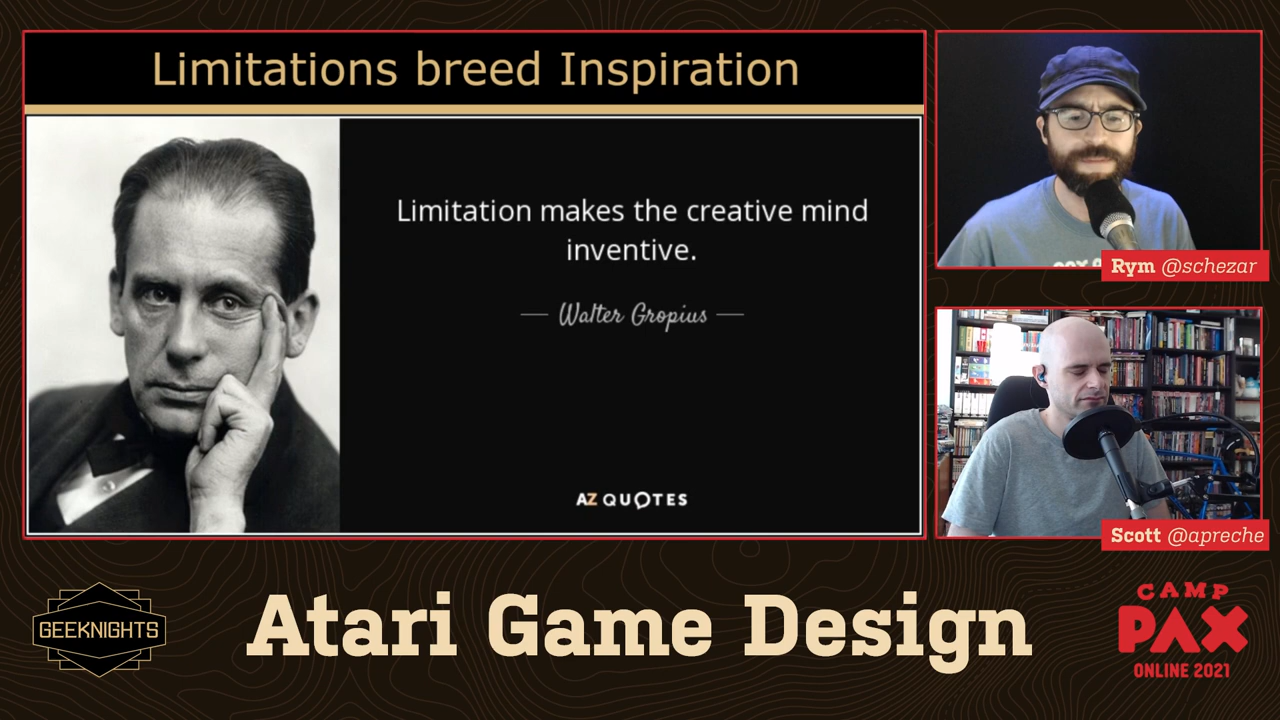 Limitations breed Inspiration
Limitation makes the creative mind
inventive.
Walter Gropius
AZ QUOTES
Rym @schezar
Scott @apreche
GEEKNIGHTS
Atari Game Design
CAMP
PAX
ONLINE 2021